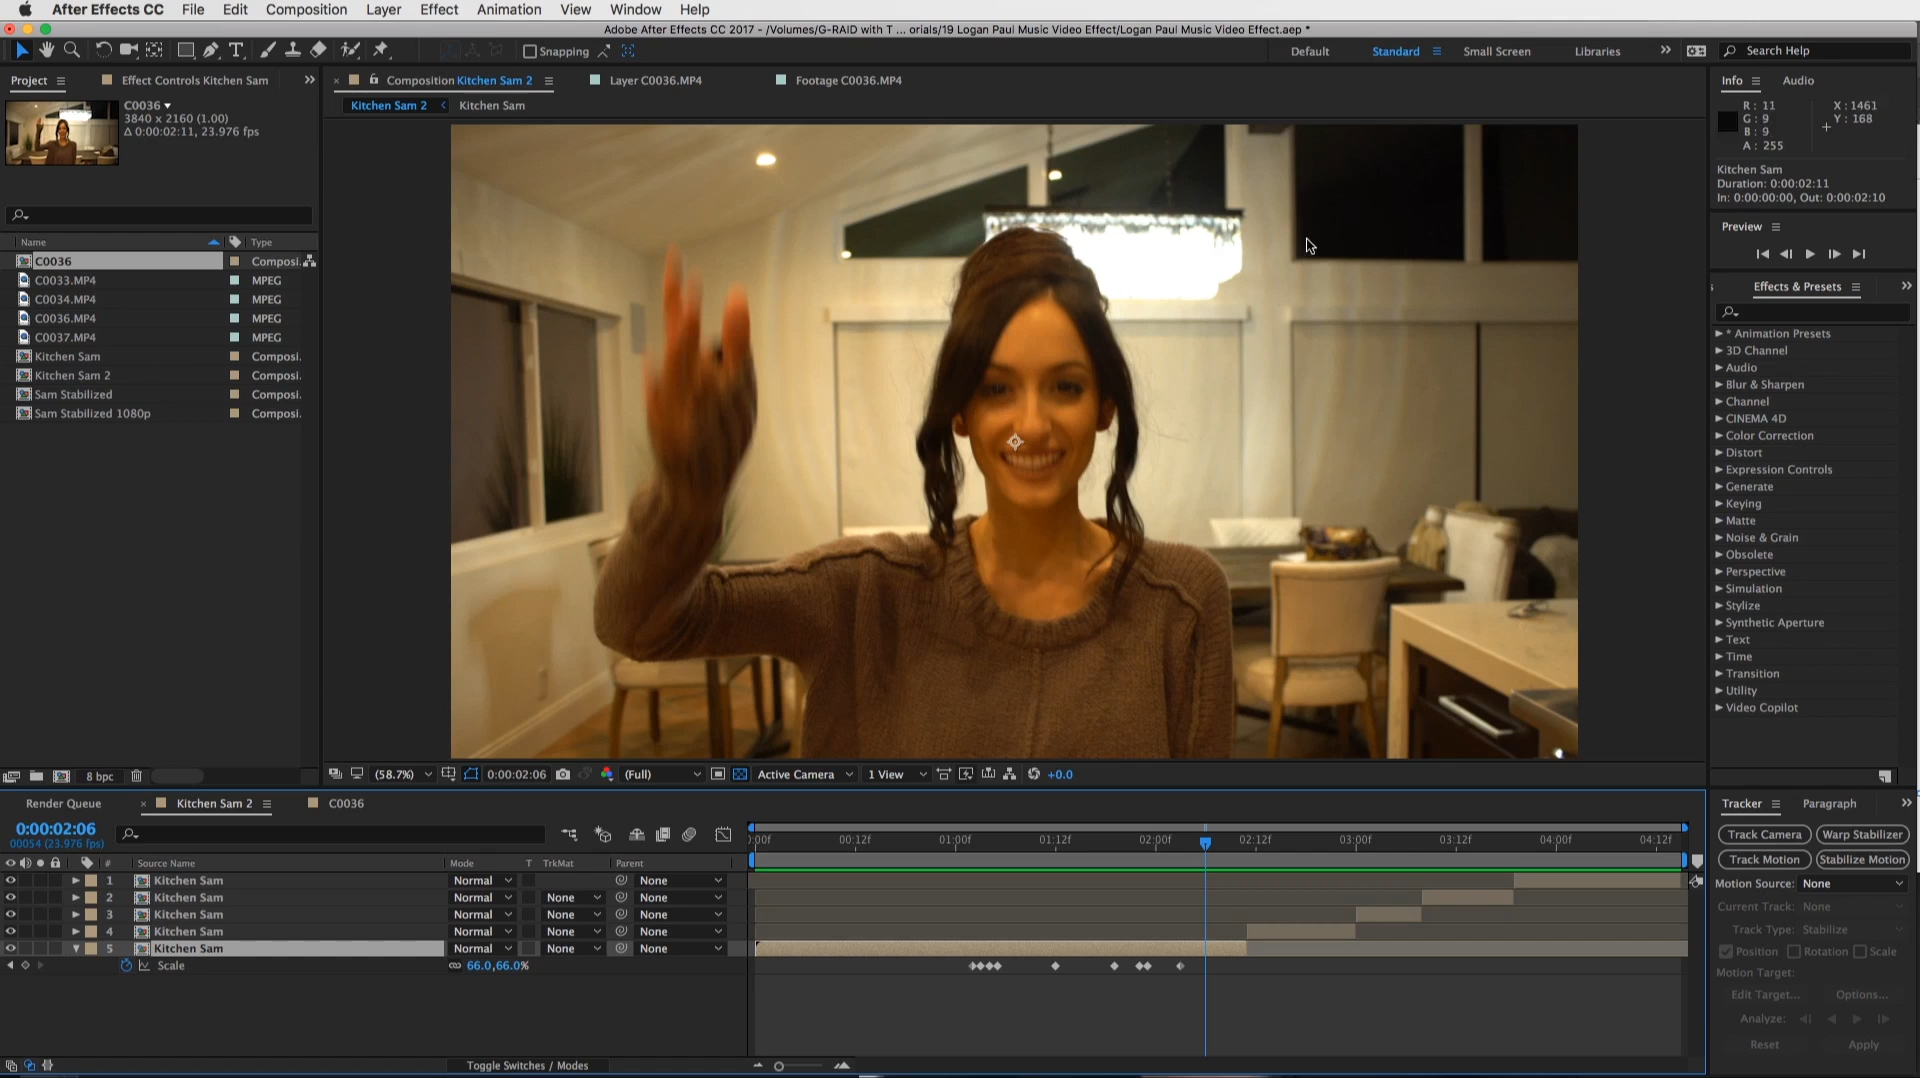 After Effects CC File Edit Composition Layer Effect Animation View Window Help
Adobe After Effects CC 2017 - /Volumes/G-RAID with T ... orials/19 Logan Paul Music Video Effect/Logan Paul Music Video Effect.aep *
Snapping Default Standard Small Screen Libraries Search Help
Project Effect Controls Kitchen Sam Composition Kitchen Sam 2 Layer C0036.MP4 Footage C0036.MP4 Info Audio
Kitchen Sam 2 Kitchen Sam
C0036
3840 x 2160 (1.00)
Δ 0:00:02:11, 23.976 fps
R : 11 X : 1461
G : 9 Y : 168
B : 9
A : 255
Kitchen Sam
Duration: 0:00:02:11
In: 0:00:00:00, Out: 0:00:02:10
Preview
Effects & Presets
* Animation Presets
3D Channel
Audio
Blur & Sharpen
Channel
CINEMA 4D
Color Correction
Distort
Expression Controls
Generate
Keying
Matte
Noise & Grain
Obsolete
Perspective
Simulation
Stylize
Synthetic Aperture
Text
Time
Transition
Utility
Video Copilot
Name Type
C0036 Composi.
C0033.MP4 MPEG
C0034.MP4 MPEG
C0036.MP4 MPEG
C0037.MP4 MPEG
Kitchen Sam Composi.
Kitchen Sam 2 Composi.
Sam Stabilized Composi.
Sam Stabilized 1080p Composi.
8 bpc
(58.7%) 0:00:02:06 (Full) Active Camera 1 View +0.0
Render Queue Kitchen Sam 2 C0036
0:00:02:06
00054 (23.976 fps)
:00f 00:12f 01:00f 01:12f 02:00f 02:12f 03:00f 03:12f 04:00f 04:12f
# Source Name Mode T TrkMat Parent
1 Kitchen Sam Normal None
2 Kitchen Sam Normal None None
3 Kitchen Sam Normal None None
4 Kitchen Sam Normal None None
5 Kitchen Sam Normal None None
Scale 66.0,66.0%
Toggle Switches / Modes
Tracker Paragraph
Track Camera Warp Stabilizer
Track Motion Stabilize Motion
Motion Source: None
Current Track: None
Track Type: Stabilize
Position Rotation Scale
Motion Target:
Edit Target... Options...
Analyze:
Reset Apply